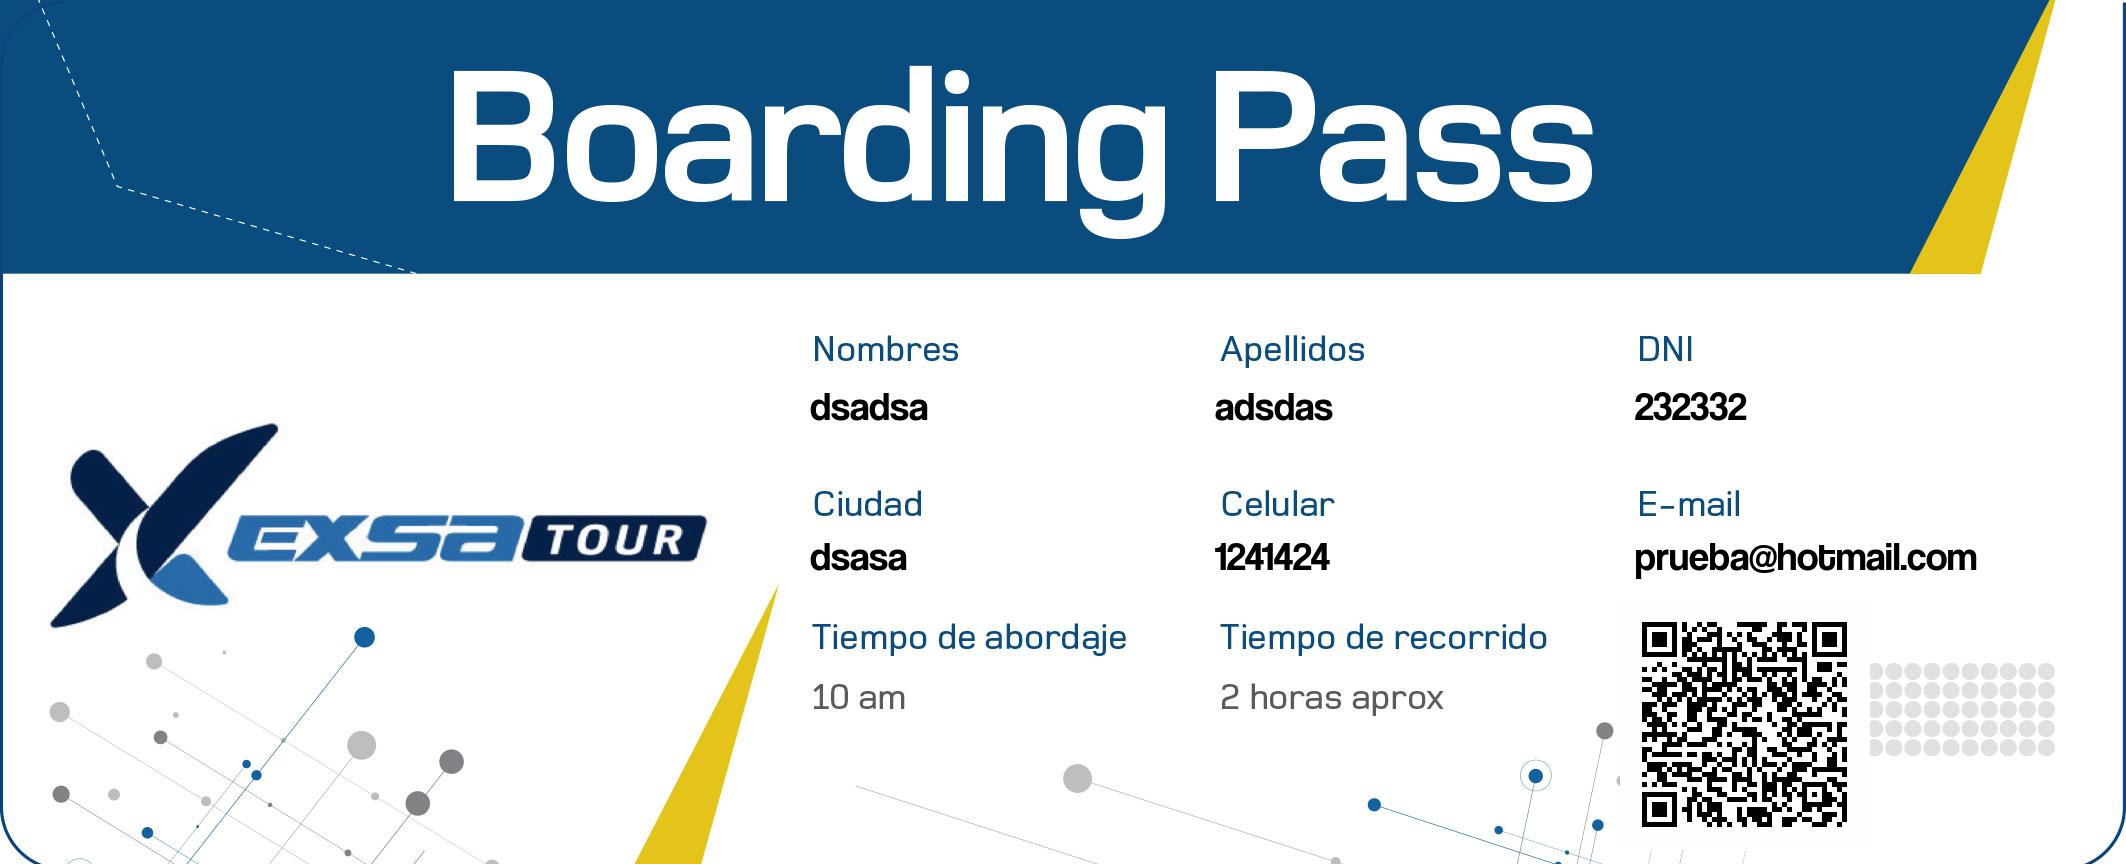 Boarding Pass
Nombres Apellidos DNI
dsadsa adsdas 232332
EXSA TOUR
Ciudad Celular E-mail
dsasa 1241424 prueba@hotmail.com
Tiempo de abordaje Tiempo de recorrido
10 am 2 horas aprox